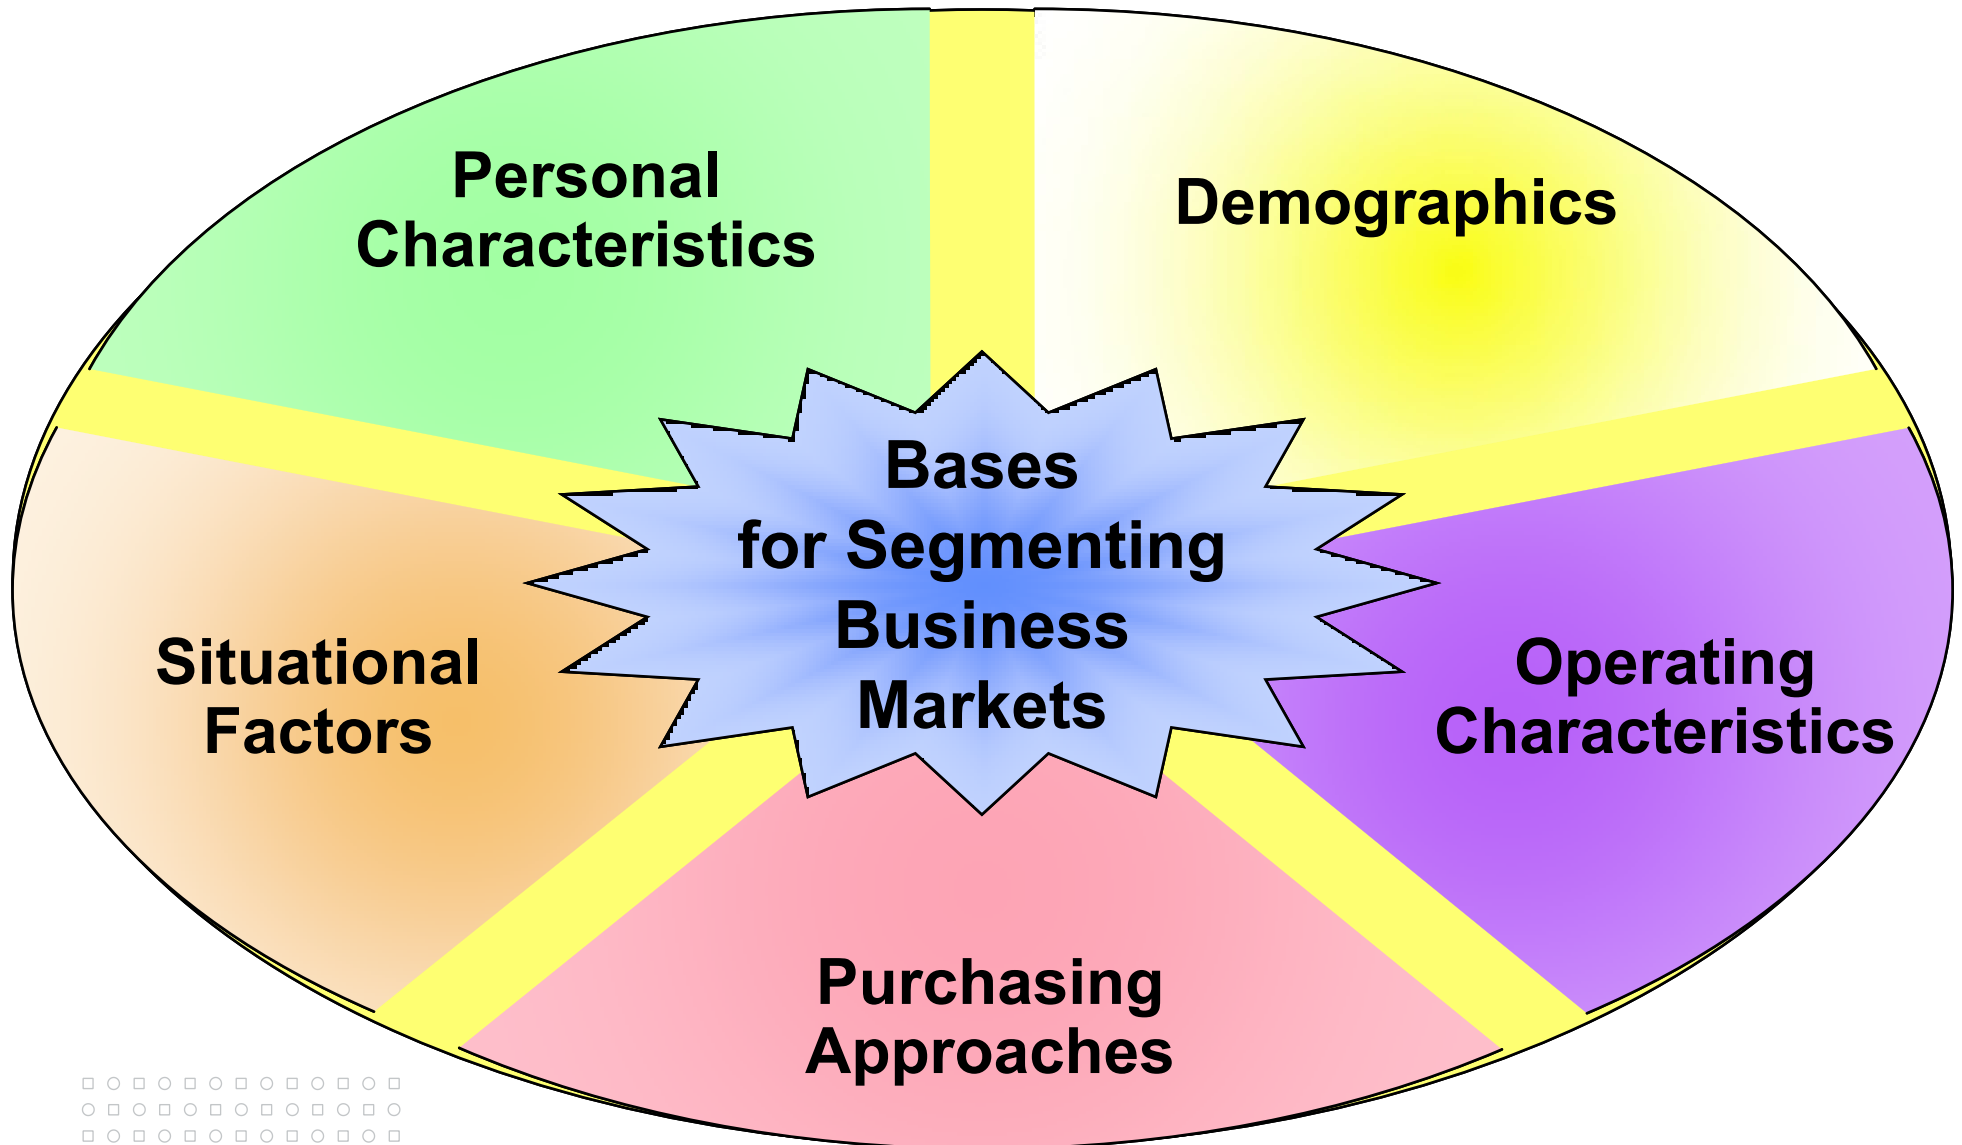 Personal
Characteristics
Demographics
Bases
for Segmenting
Business
Markets
Situational
Factors
Operating
Characteristics
Purchasing
Approaches